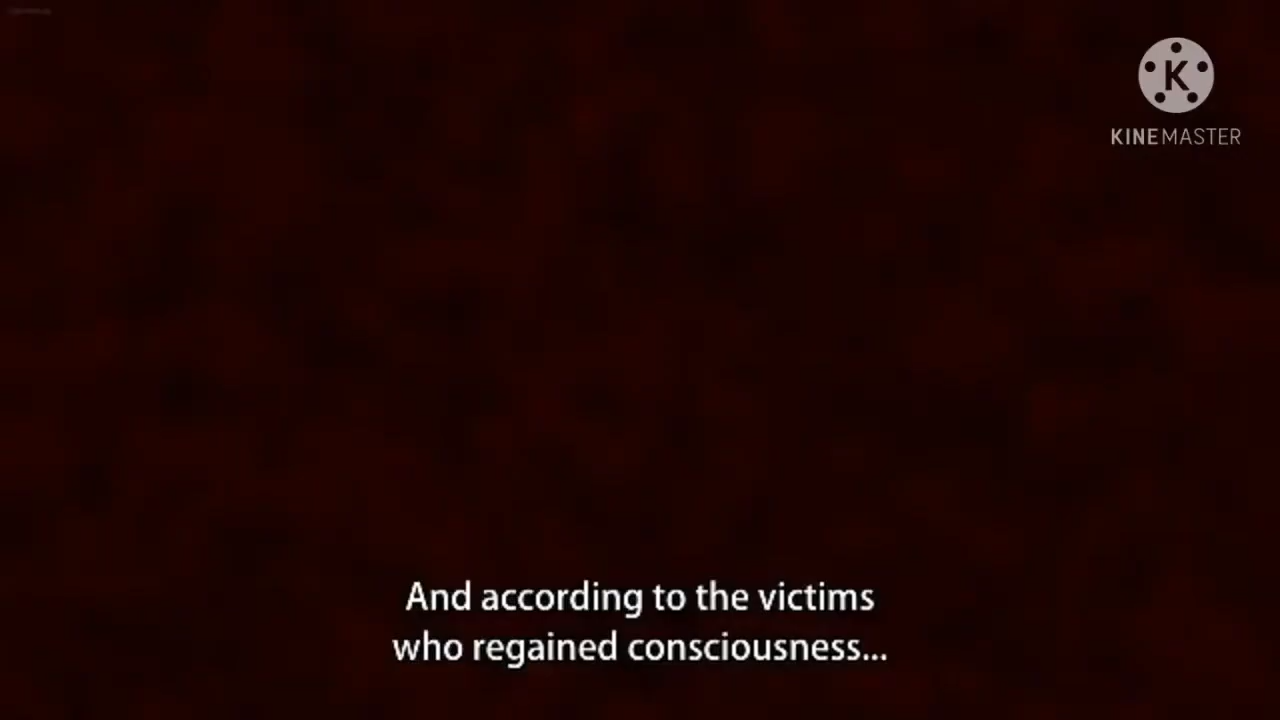 K
KINEMASTER
And according to the victims
who regained consciousness...